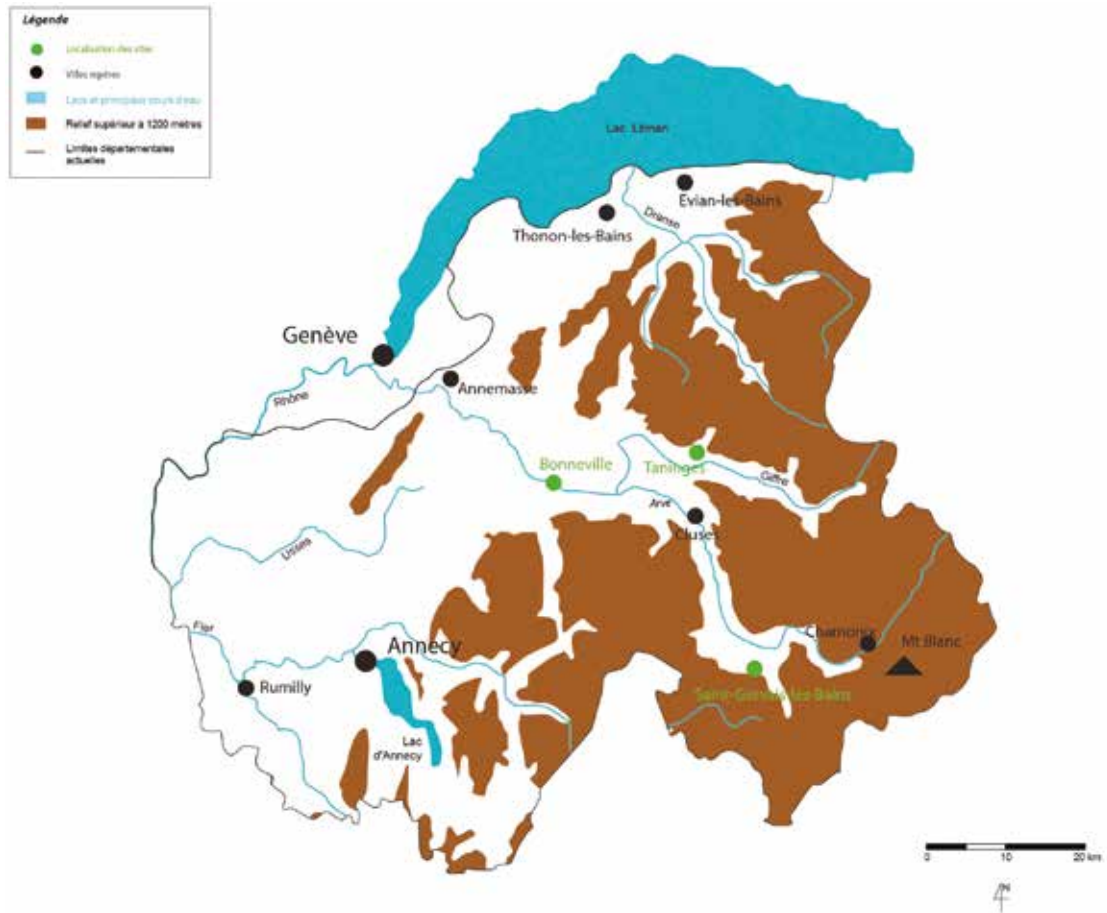 Légende
Localisation des sites
Villes repères
Lacs et principaux cours d'eau
Relief supérieur à 1200 mètres
Limites départementales
actuelles
Lac Léman
Evian-les-Bains
Dranse
Thonon-les-Bains
Genève
Annemasse
Rhône
Bonneville
Taninges
Giffre
Arve
Cluses
Usses
Fier
Annecy
Chamonix
Mt Blanc
Rumilly
Saint-Gervais-les-Bains
Lac
d'Annecy
0 10 20 km
N